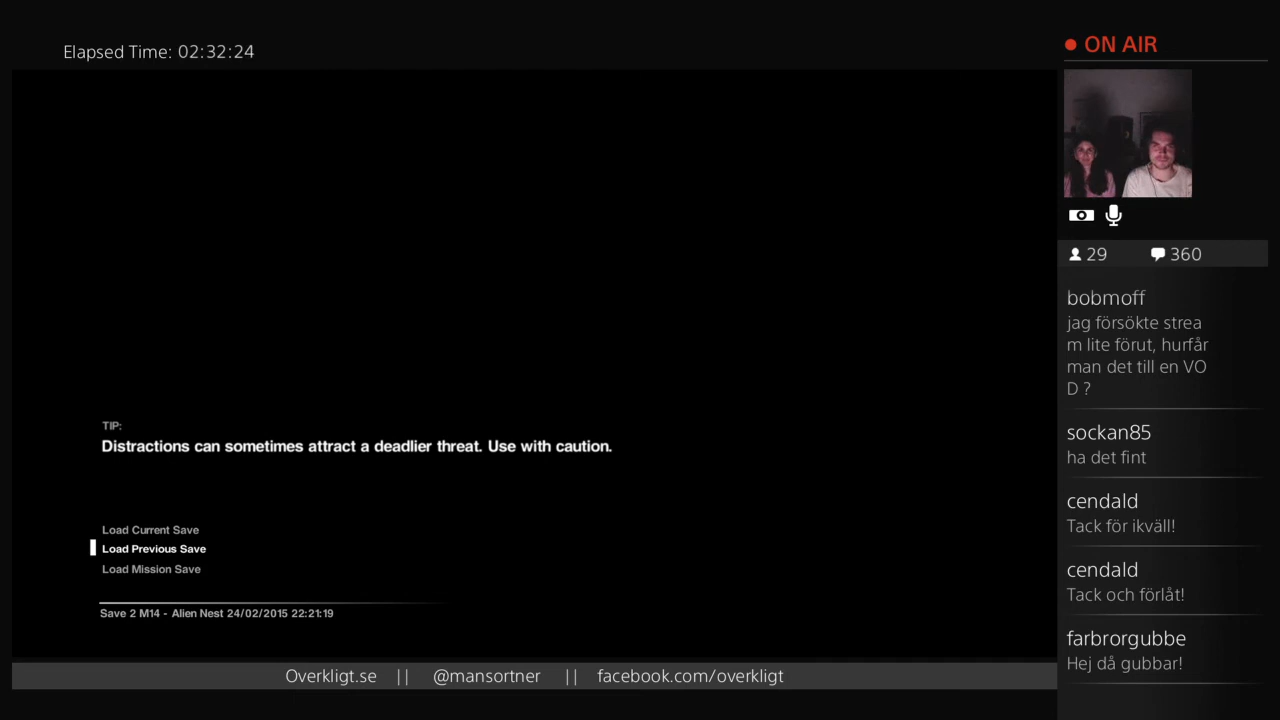 Elapsed Time: 02:32:24
ON AIR
29 360
bobmoff
jag försökte strea
m lite förut, hurfår
man det till en VO
D ?
sockan85
ha det fint
cendald
Tack för ikväll!
cendald
Tack och förlåt!
farbrorgubbe
Hej då gubbar!
TIP:
Distractions can sometimes attract a deadlier threat. Use with caution.
Load Current Save
Load Previous Save
Load Mission Save
Save 2 M14 - Alien Nest 24/02/2015 22:21:19
Overkligt.se || @mansortner || facebook.com/overkligt